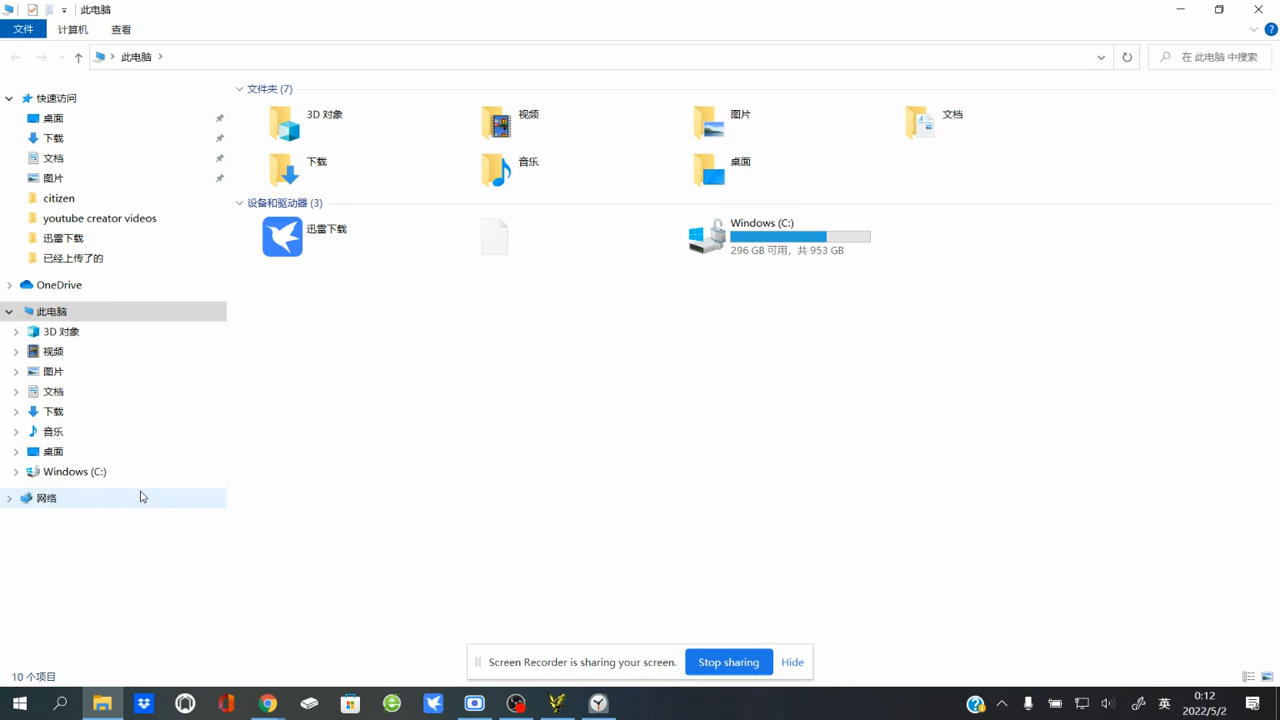 此电脑
文件 计算机 查看
此电脑
在 此电脑 中搜索
快速访问
桌面
下载
文档
图片
citizen
youtube creator videos
迅雷下载
已经上传了的
OneDrive
此电脑
3D 对象
视频
图片
文档
下载
音乐
桌面
Windows (C:)
网络
文件夹 (7)
3D 对象 视频 图片 文档
下载 音乐 桌面
设备和驱动器 (3)
迅雷下载
Windows (C:)
296 GB 可用, 共 953 GB
Screen Recorder is sharing your screen. Stop sharing Hide
10 个项目
英
0:12
2022/5/2